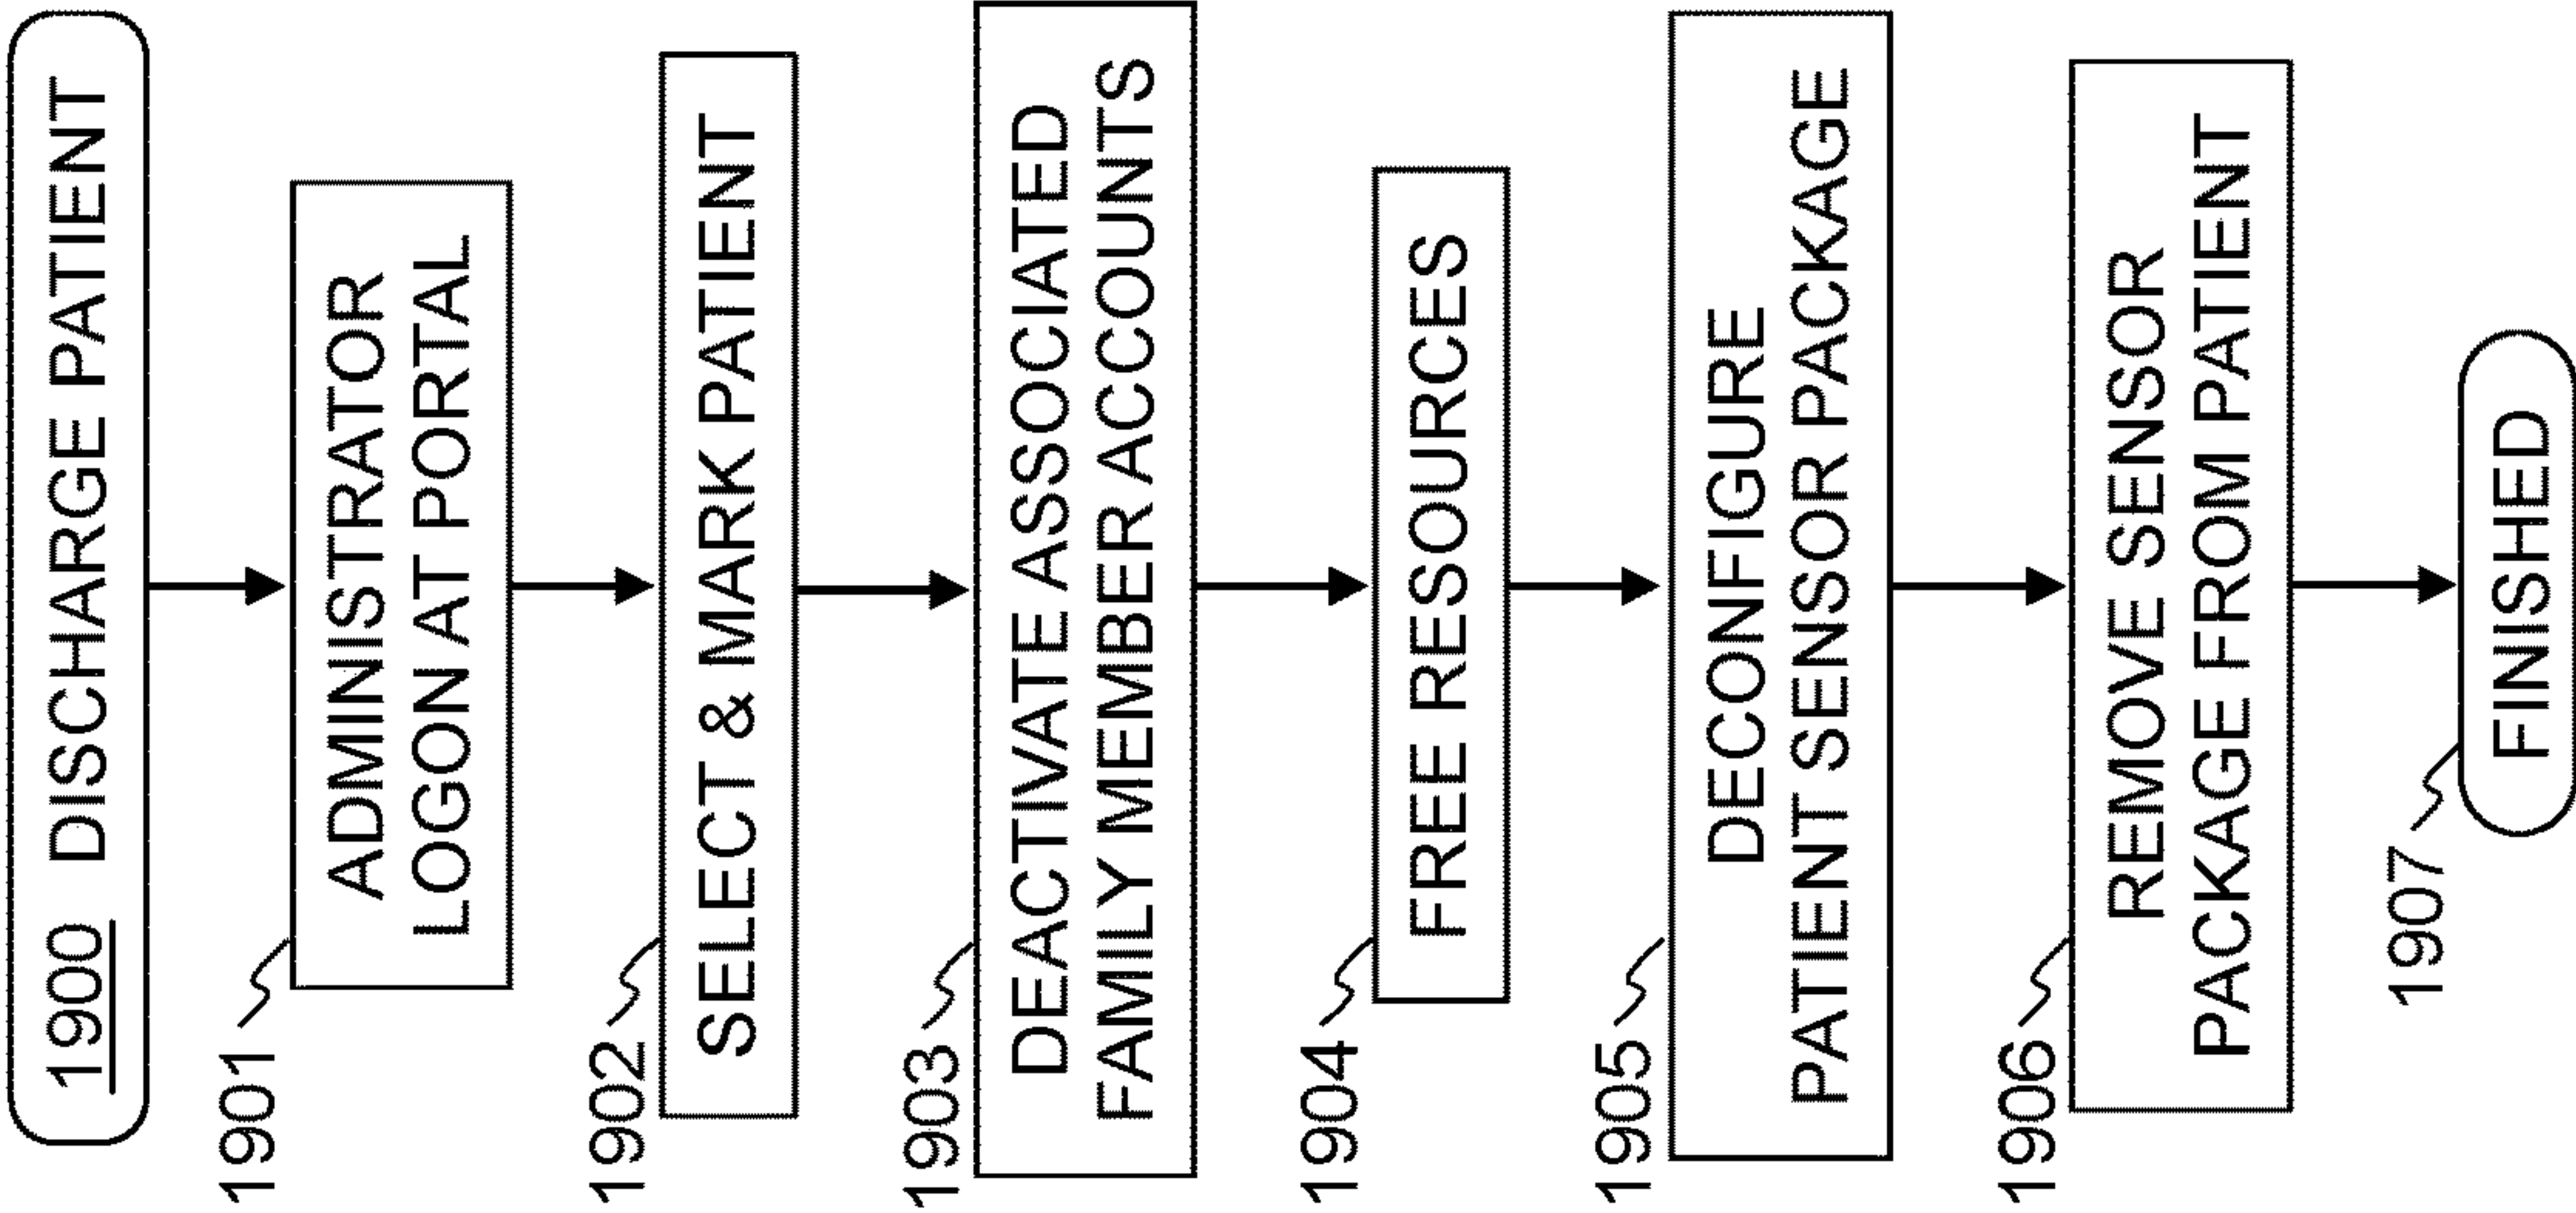 1900 DISCHARGE PATIENT
1901
ADMINISTRATOR
LOGON AT PORTAL
1902
SELECT & MARK PATIENT
1903
DEACTIVATE ASSOCIATED
FAMILY MEMBER ACCOUNTS
1904
FREE RESOURCES
1905
DECONFIGURE
PATIENT SENSOR PACKAGE
1906
REMOVE SENSOR
PACKAGE FROM PATIENT
1907
FINISHED